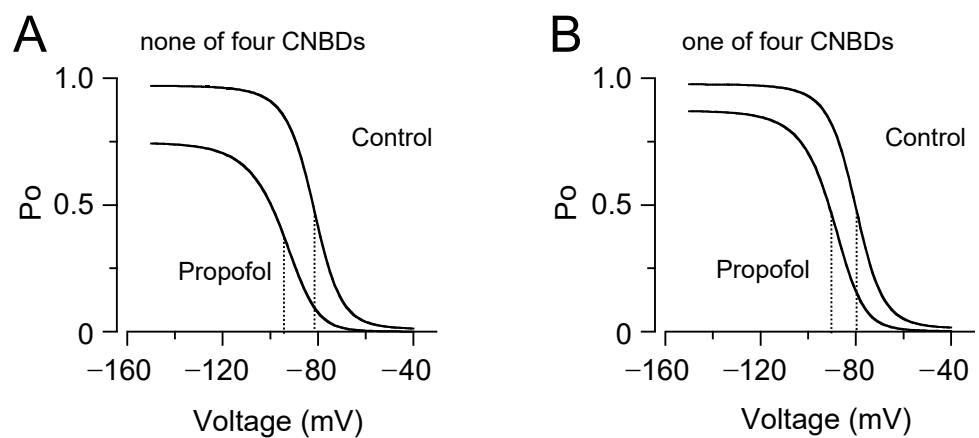 A
none of four CNBDs
1.0
0.5
0
Po
Control
Propofol
−160
−120
−80
−40
Voltage (mV)
B
one of four CNBDs
1.0
0.5
0
Po
Control
Propofol
−160
−120
−80
−40
Voltage (mV)